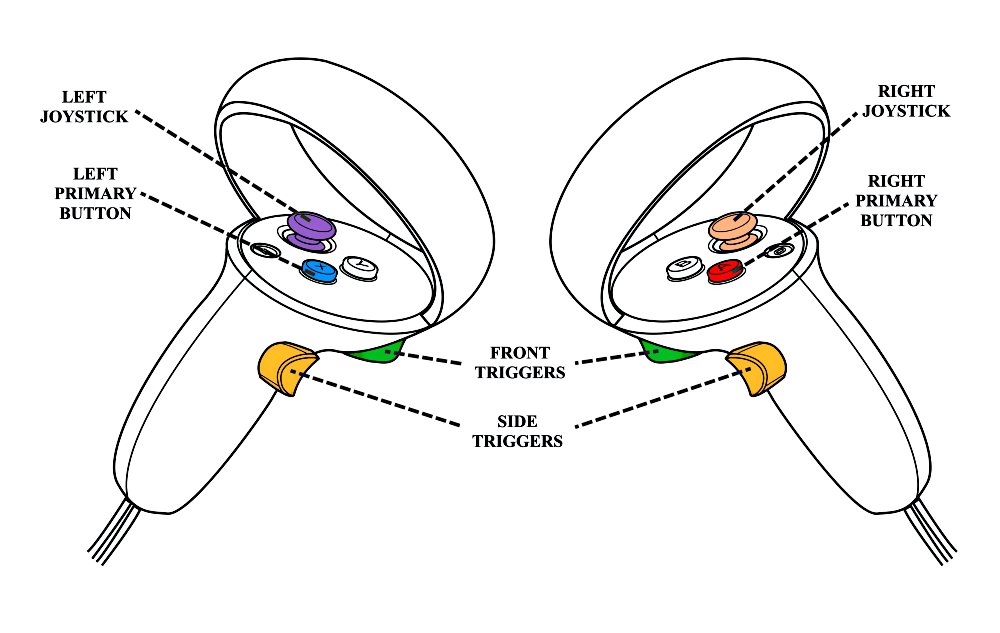 LEFT
JOYSTICK
LEFT
PRIMARY
BUTTON
RIGHT
JOYSTICK
RIGHT
PRIMARY
BUTTON
X
Y
B
A
FRONT
TRIGGERS
SIDE
TRIGGERS